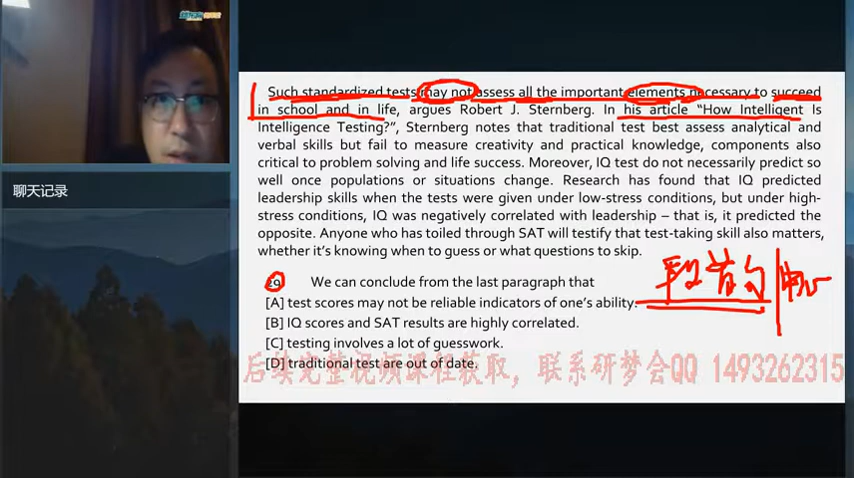 聊天记录
Such standardized tests may not assess all the important elements necessary to succeed
in school and in life, argues Robert J. Sternberg. In his article “How Intelligent Is
Intelligence Testing?”, Sternberg notes that traditional test best assess analytical and
verbal skills but fail to measure creativity and practical knowledge, components also
critical to problem solving and life success. Moreover, IQ test do not necessarily predict so
well once populations or situations change. Research has found that IQ predicted
leadership skills when the tests were given under low-stress conditions, but under high-
stress conditions, IQ was negatively correlated with leadership – that is, it predicted the
opposite. Anyone who has toiled through SAT will testify that test-taking skill also matters,
whether it’s knowing when to guess or what questions to skip.
We can conclude from the last paragraph that
[A] test scores may not be reliable indicators of one’s ability.
[B] IQ scores and SAT results are highly correlated.
[C] testing involves a lot of guesswork.
[D] traditional test are out of date.
段首句
后续完整视频课程获取，联系研梦会QQ 1493262315